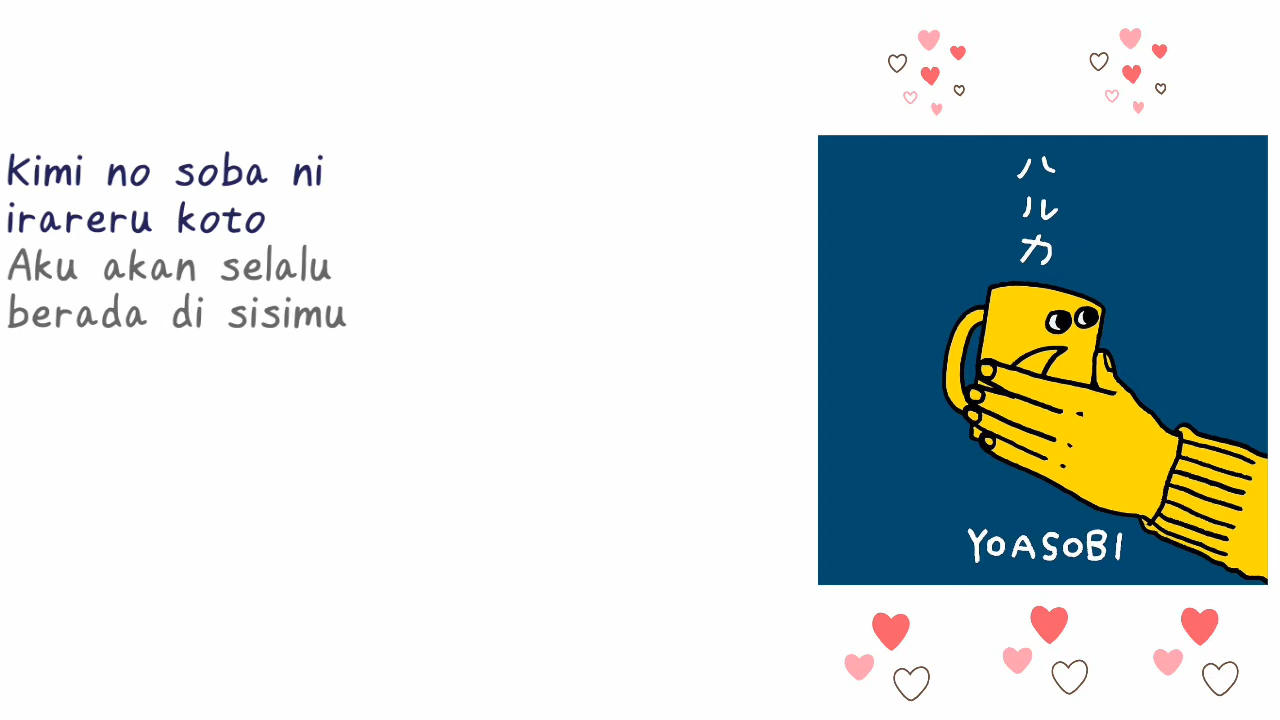 Kimi no soba ni
irareru koto
Aku akan selalu
berada di sisimu
ハルカ
YOASOBI